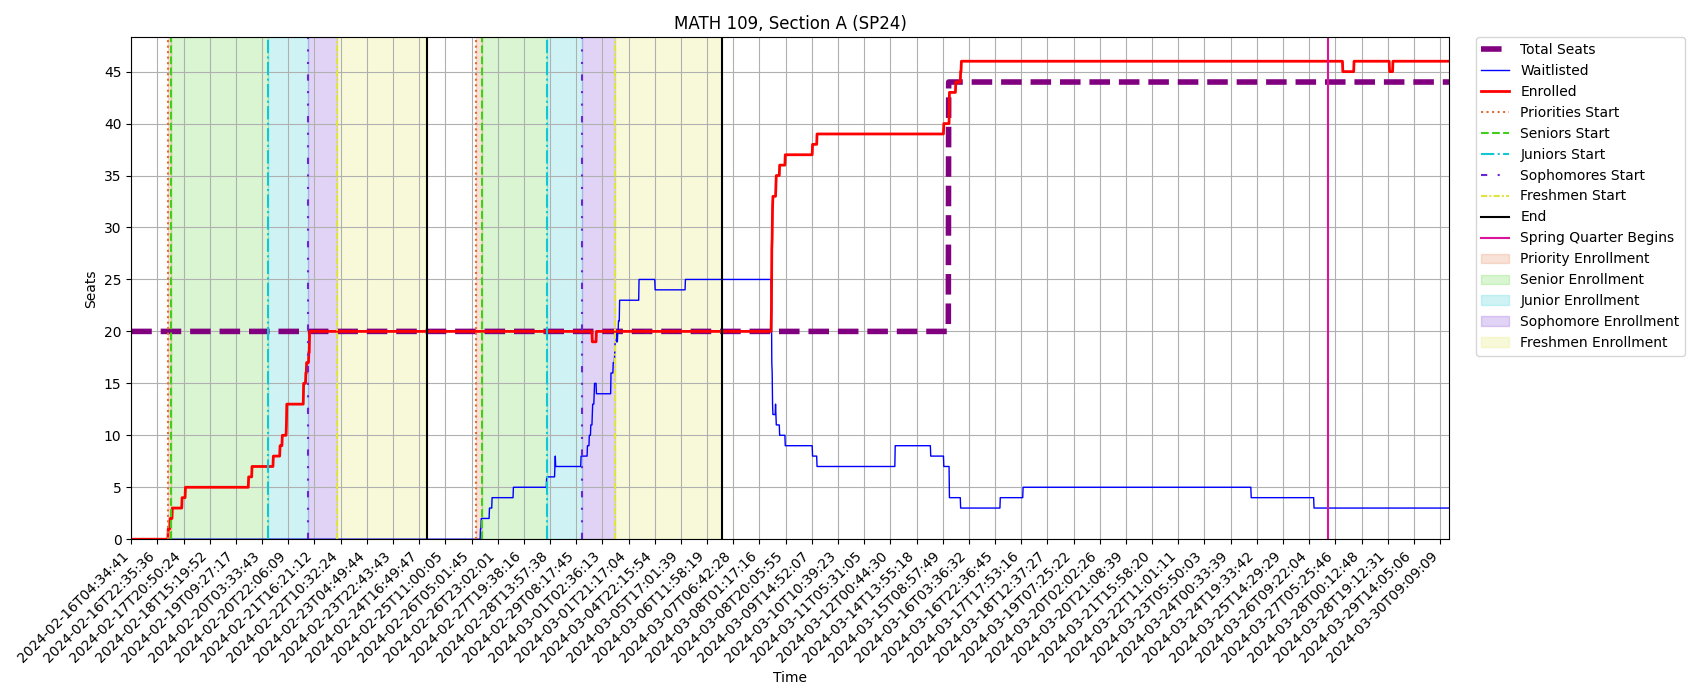 MATH 109, Section A (SP24)
Seats
45
40
35
30
25
20
15
10
5
0
2024-02-16T04:34:41
2024-02-16T22:35:36
2024-02-17T20:50:24
2024-02-18T15:19:52
2024-02-19T09:27:17
2024-02-20T03:33:45
2024-02-20T22:06:09
2024-02-21T16:21:12
2024-02-22T10:32:24
2024-02-23T04:49:44
2024-02-23T22:43:43
2024-02-24T16:49:47
2024-02-25T11:00:05
2024-02-26T05:01:45
2024-02-26T23:02:01
2024-02-27T19:38:16
2024-02-28T13:57:38
2024-02-29T08:17:45
2024-03-01T02:36:13
2024-03-01T21:17:04
2024-03-04T22:15:54
2024-03-05T17:01:39
2024-03-06T11:58:19
2024-03-07T06:42:28
2024-03-08T01:17:16
2024-03-08T20:05:55
2024-03-09T14:52:07
2024-03-11T10:39:23
2024-03-11T05:31:05
2024-03-12T00:44:30
2024-03-14T13:55:18
2024-03-15T08:57:49
2024-03-16T03:36:32
2024-03-16T22:36:45
2024-03-17T17:53:16
2024-03-18T12:37:27
2024-03-19T07:25:22
2024-03-20T02:02:26
2024-03-20T21:08:39
2024-03-21T15:58:20
2024-03-22T11:01:11
2024-03-23T05:50:03
2024-03-24T00:33:39
2024-03-24T19:33:42
2024-03-25T14:29:29
2024-03-26T09:22:04
2024-03-27T05:25:46
2024-03-28T00:12:48
2024-03-28T19:12:31
2024-03-29T14:05:06
2024-03-30T09:09:09
Time
Total Seats
Waitlisted
Enrolled
Priorities Start
Seniors Start
Juniors Start
Sophomores Start
Freshmen Start
End
Spring Quarter Begins
Priority Enrollment
Senior Enrollment
Junior Enrollment
Sophomore Enrollment
Freshmen Enrollment